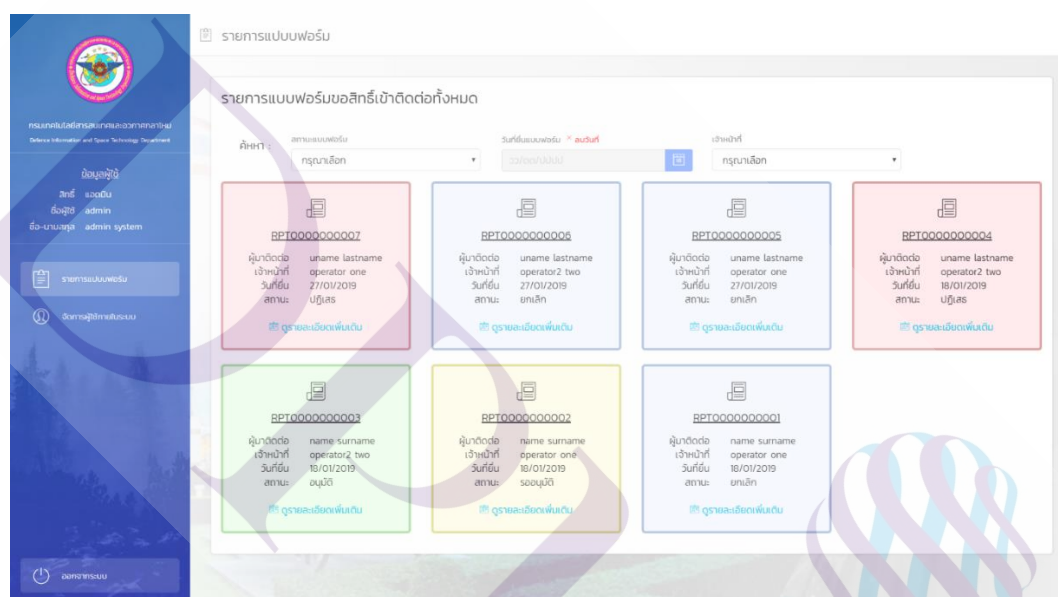 กรมเทคโนโลยีสารสนเทศและอวกาศกลาโหม
Defence Information and Space Technology Department
ข้อมูลผู้ใช้
สิทธิ์ แอดมิน
ชื่อผู้ใช้ admin
ชื่อ-นามสกุล admin system
รายการแบบฟอร์ม
จัดการผู้ใช้ภายในระบบ
ออกจากระบบ
รายการแบบฟอร์ม
รายการแบบฟอร์มขอสิทธิ์เข้าติดต่อทั้งหมด
ค้นหา :
สถานะแบบฟอร์ม
กรุณาเลือก
วันที่ยื่นแบบฟอร์ม × ลบวันที่
วว/ดด/ปปปป
เจ้าหน้าที่
กรุณาเลือก
RPT0000000007
ผู้มาติดต่อ uname lastname
เจ้าหน้าที่ operator one
วันที่ยื่น 27/01/2019
สถานะ ปฏิเสธ
ดูรายละเอียดเพิ่มเติม
RPT0000000006
ผู้มาติดต่อ uname lastname
เจ้าหน้าที่ operator2 two
วันที่ยื่น 27/01/2019
สถานะ ยกเลิก
ดูรายละเอียดเพิ่มเติม
RPT0000000005
ผู้มาติดต่อ uname lastname
เจ้าหน้าที่ operator one
วันที่ยื่น 27/01/2019
สถานะ ยกเลิก
ดูรายละเอียดเพิ่มเติม
RPT0000000004
ผู้มาติดต่อ uname lastname
เจ้าหน้าที่ operator2 two
วันที่ยื่น 18/01/2019
สถานะ ปฏิเสธ
ดูรายละเอียดเพิ่มเติม
RPT0000000003
ผู้มาติดต่อ name surname
เจ้าหน้าที่ operator2 two
วันที่ยื่น 18/01/2019
สถานะ อนุมัติ
ดูรายละเอียดเพิ่มเติม
RPT0000000002
ผู้มาติดต่อ name surname
เจ้าหน้าที่ operator one
วันที่ยื่น 18/01/2019
สถานะ รออนุมัติ
ดูรายละเอียดเพิ่มเติม
RPT0000000001
ผู้มาติดต่อ name surname
เจ้าหน้าที่ operator one
วันที่ยื่น 18/01/2019
สถานะ ยกเลิก
ดูรายละเอียดเพิ่มเติม